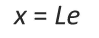 x = Le